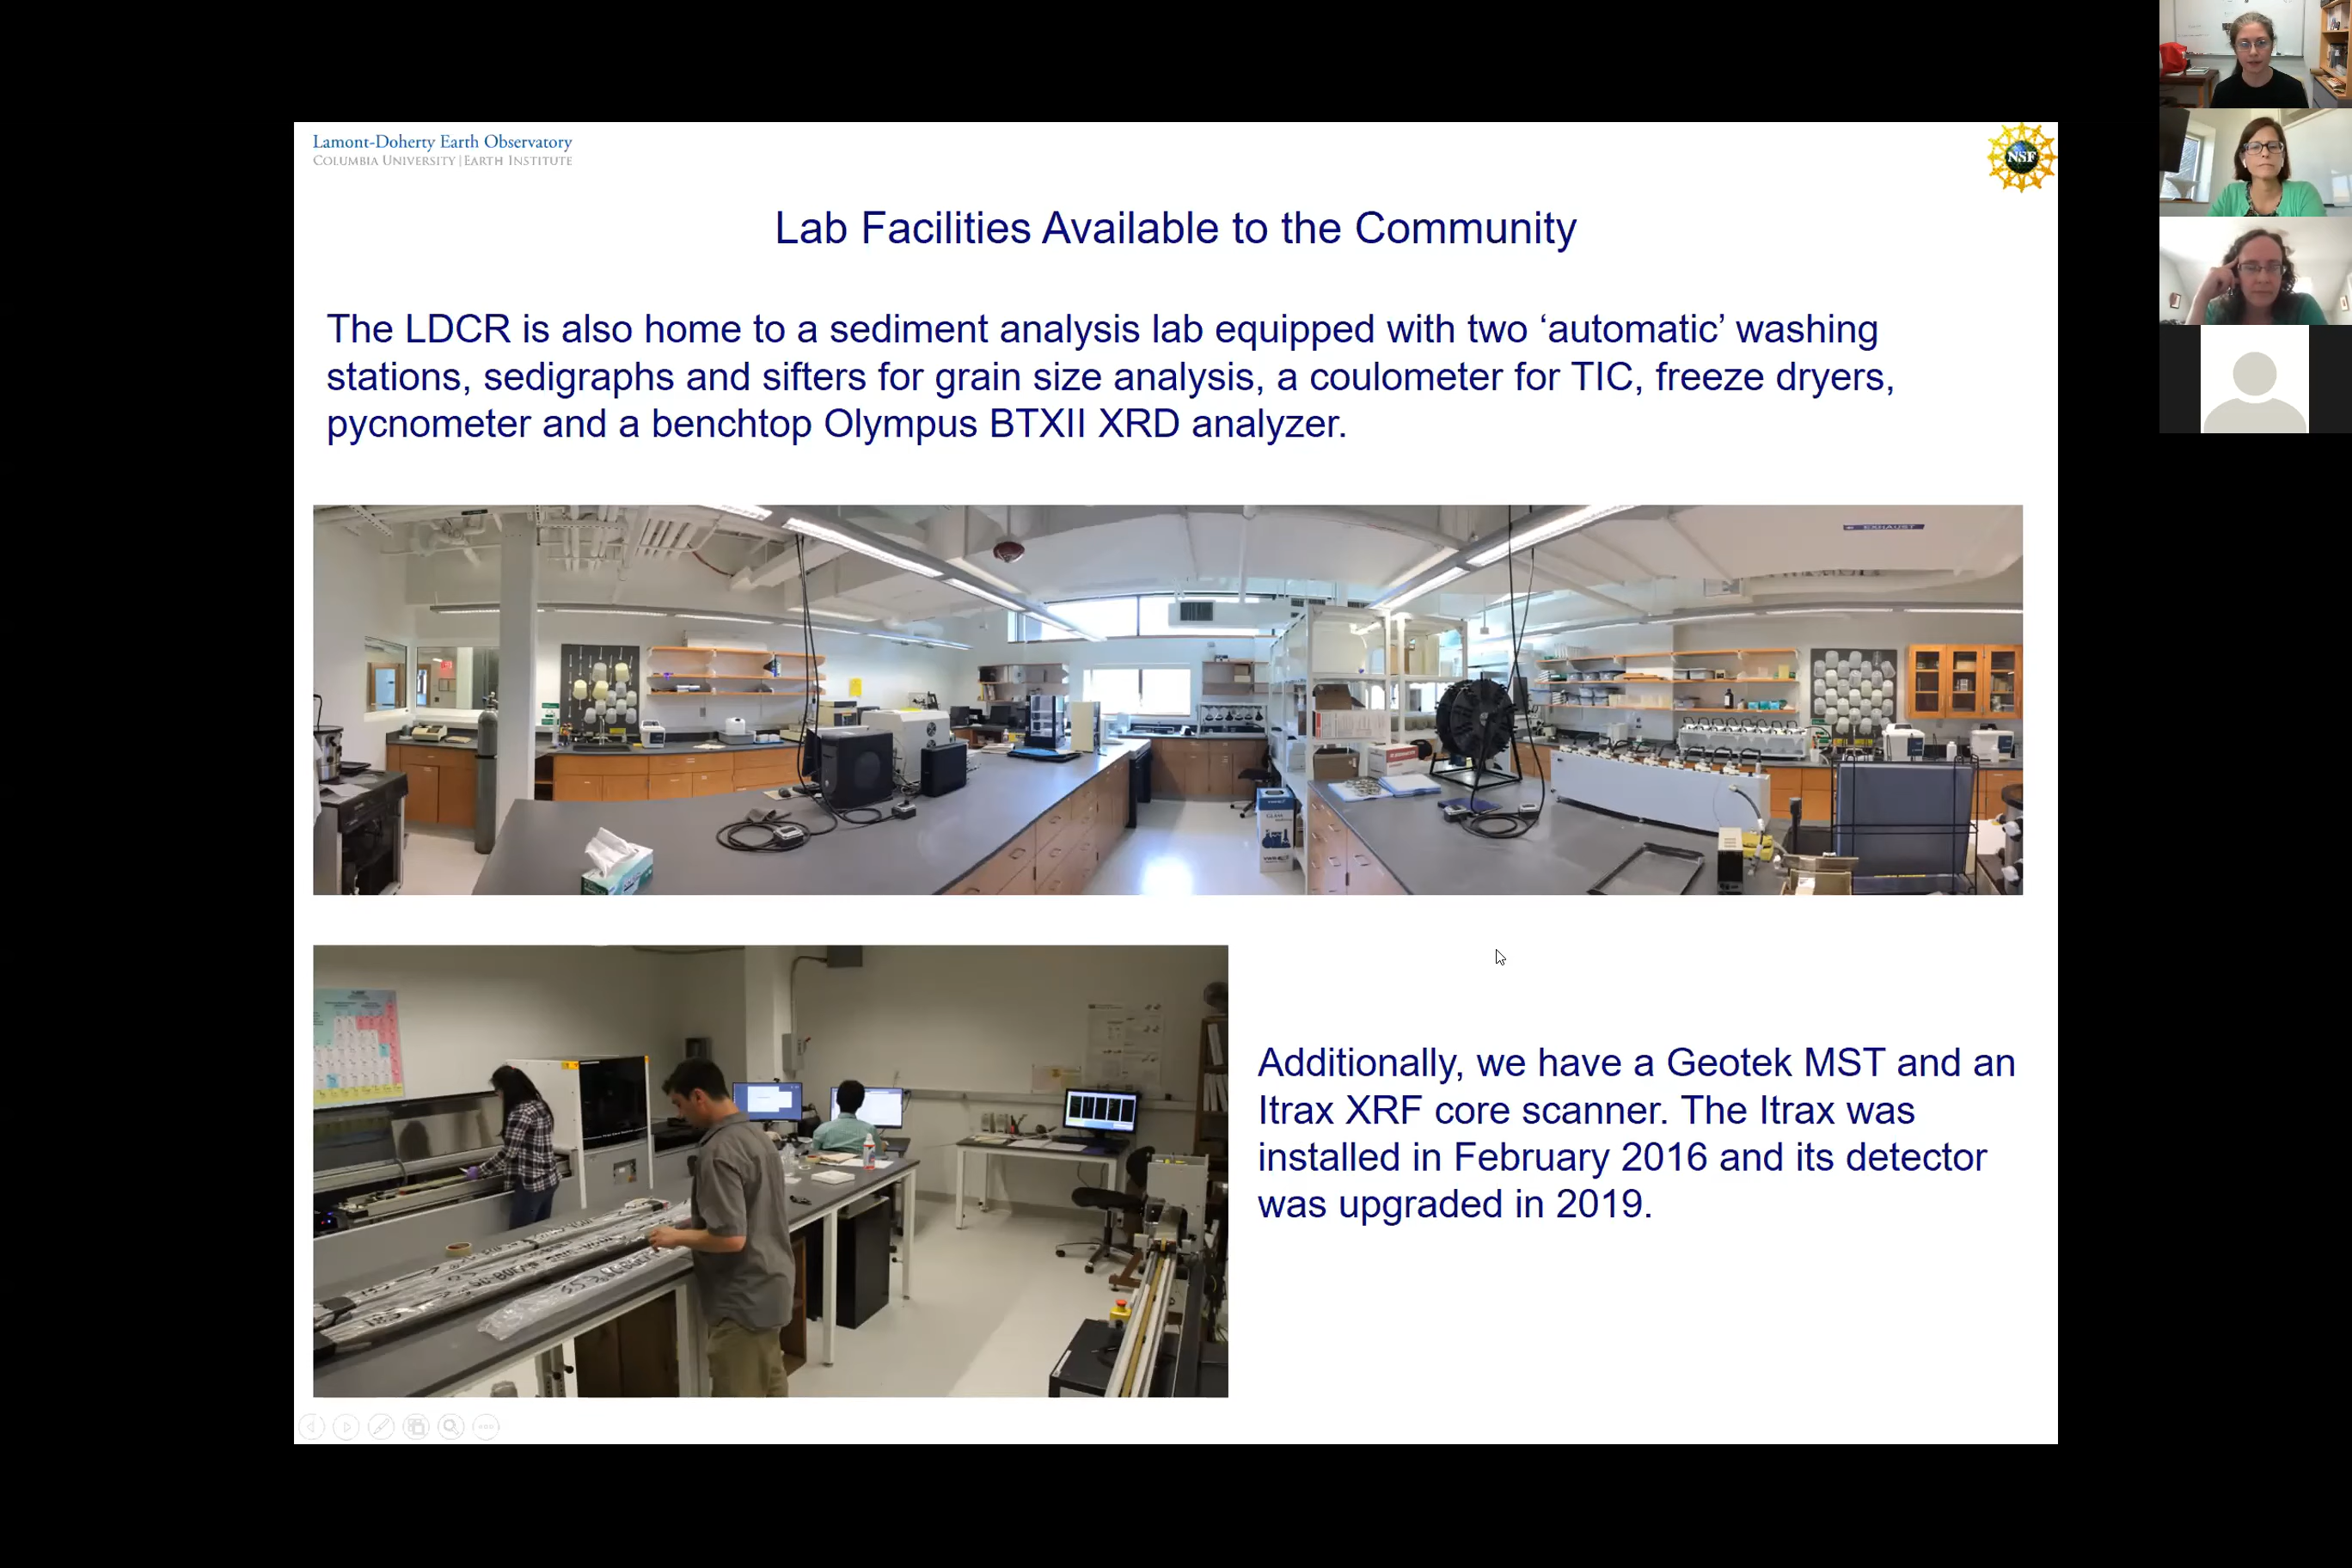 Lamont-Doherty Earth Observatory
COLUMBIA UNIVERSITY | EARTH INSTITUTE
NSF
Lab Facilities Available to the Community
The LDCR is also home to a sediment analysis lab equipped with two ‘automatic’ washing
stations, sedigraphs and sifters for grain size analysis, a coulometer for TIC, freeze dryers,
pycnometer and a benchtop Olympus BTXII XRD analyzer.
EXHAUST
Additionally, we have a Geotek MST and an
Itrax XRF core scanner. The Itrax was
installed in February 2016 and its detector
was upgraded in 2019.